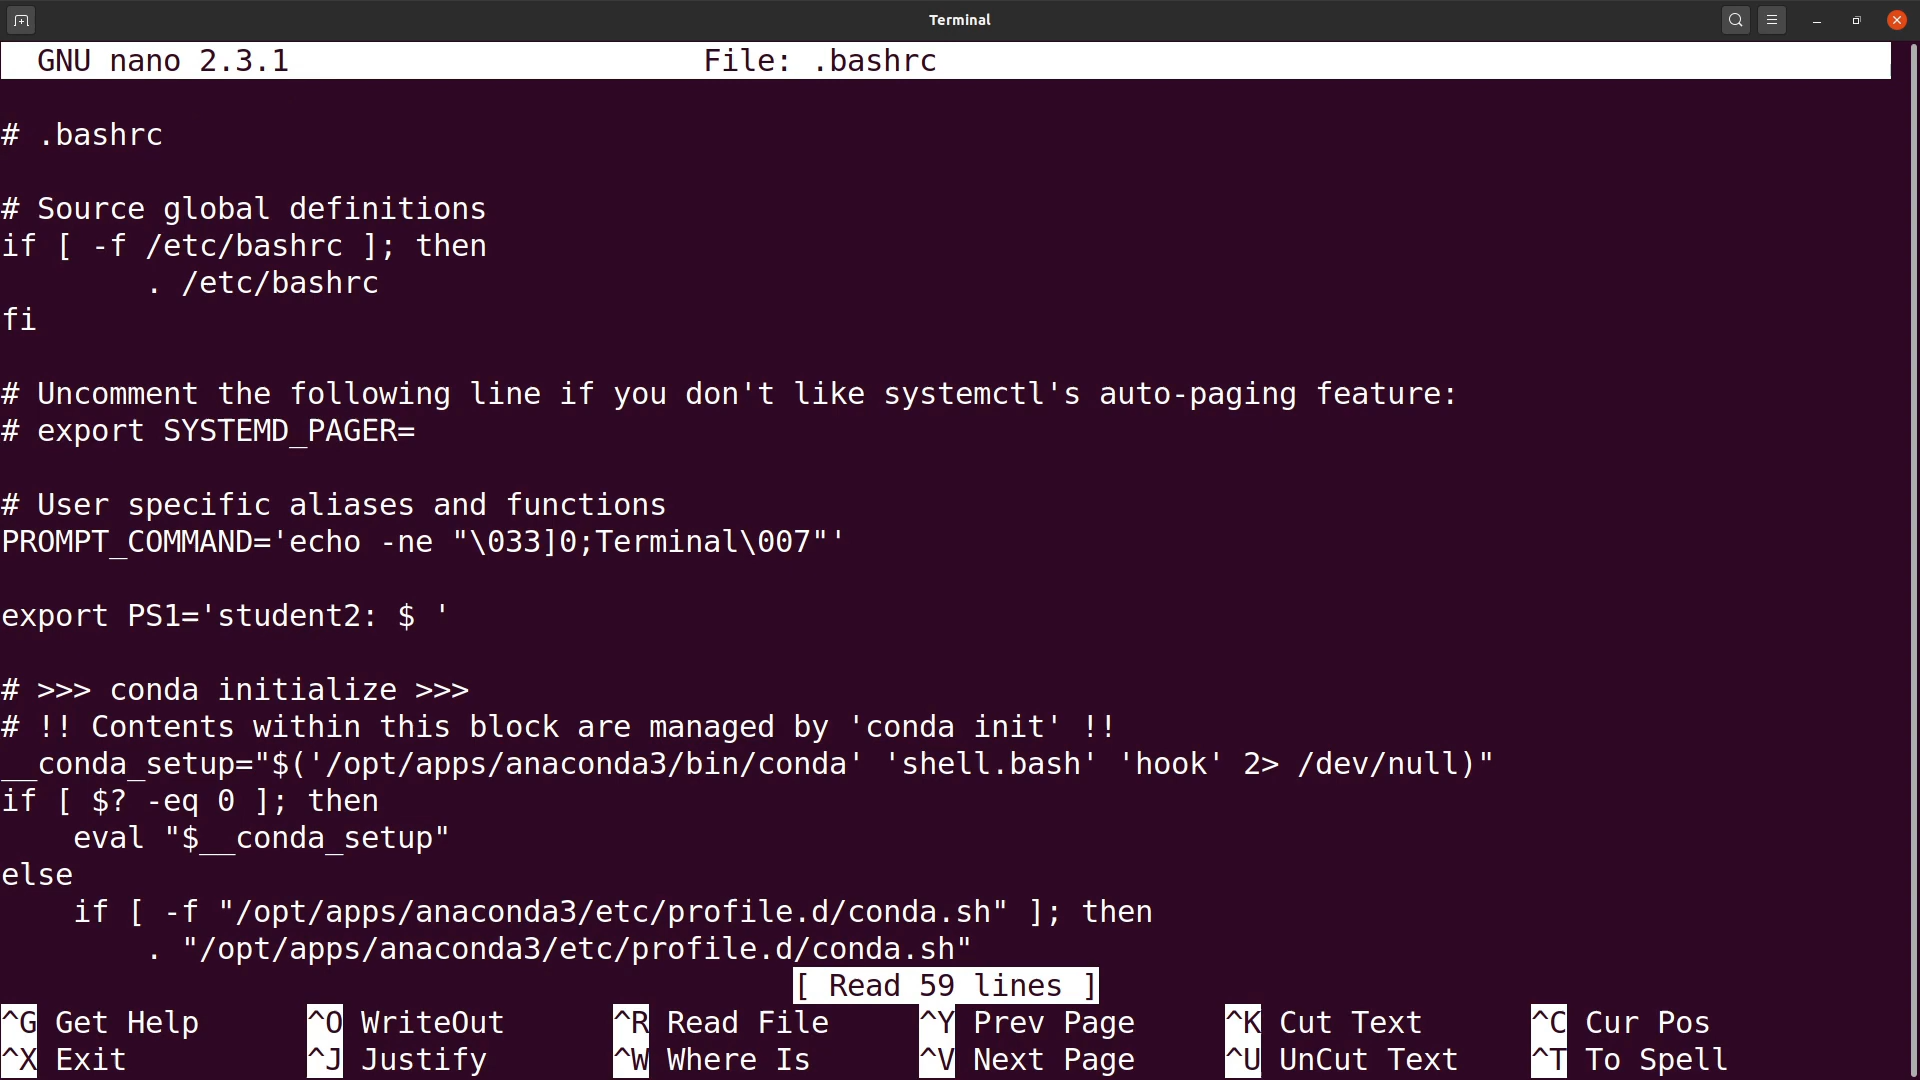 Terminal
GNU nano 2.3.1 File: .bashrc
# .bashrc
# Source global definitions
if [ -f /etc/bashrc ]; then
        . /etc/bashrc
fi
# Uncomment the following line if you don't like systemctl's auto-paging feature:
# export SYSTEMD_PAGER=
# User specific aliases and functions
PROMPT_COMMAND='echo -ne "\033]0;Terminal\007"'
export PS1='student2: $ '
# >>> conda initialize >>>
# !! Contents within this block are managed by 'conda init' !!
__conda_setup="$('/opt/apps/anaconda3/bin/conda' 'shell.bash' 'hook' 2> /dev/null)"
if [ $? -eq 0 ]; then
    eval "$__conda_setup"
else
    if [ -f "/opt/apps/anaconda3/etc/profile.d/conda.sh" ]; then
        . "/opt/apps/anaconda3/etc/profile.d/conda.sh"
[ Read 59 lines ]
^G Get Help ^O WriteOut ^R Read File ^Y Prev Page ^K Cut Text ^C Cur Pos
^X Exit ^J Justify ^W Where Is ^V Next Page ^U UnCut Text ^T To Spell